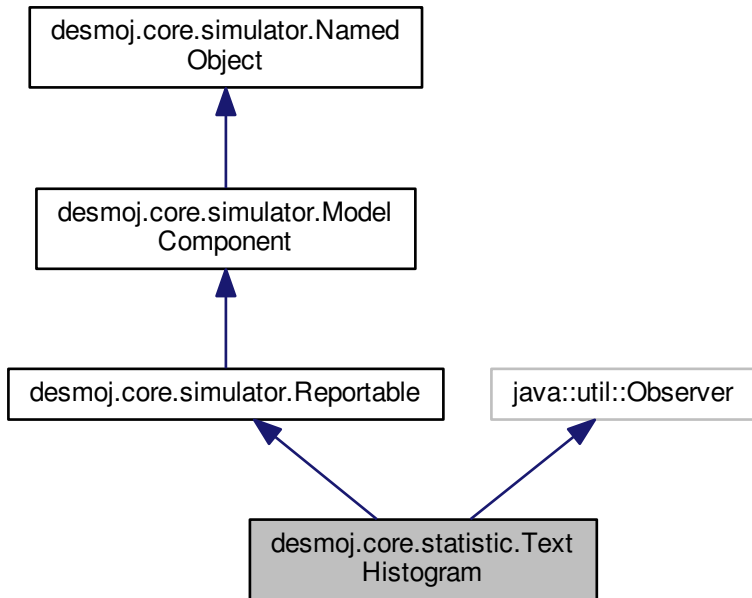 desmoj.core.simulator.Named
Object
desmoj.core.simulator.Model
Component
desmoj.core.simulator.Reportable
java::util::Observer
desmoj.core.statistic.Text
Histogram